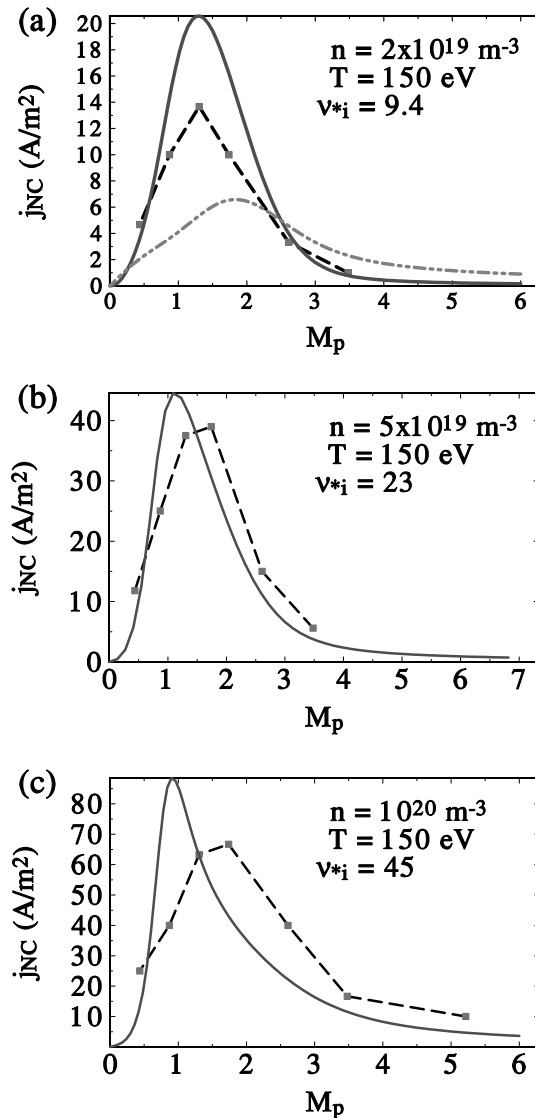 (a)
n = 2x10¹⁹ m⁻³
T = 150 eV
ν*i = 9.4
jNC (A/m²)
20
18
16
14
12
10
8
6
4
2
0
0 1 2 3 4 5 6
Mp
(b)
n = 5x10¹⁹ m⁻³
T = 150 eV
ν*i = 23
jNC (A/m²)
40
30
20
10
0
0 1 2 3 4 5 6 7
Mp
(c)
n = 10²⁰ m⁻³
T = 150 eV
ν*i = 45
jNC (A/m²)
80
70
60
50
40
30
20
10
0 1 2 3 4 5 6
Mp